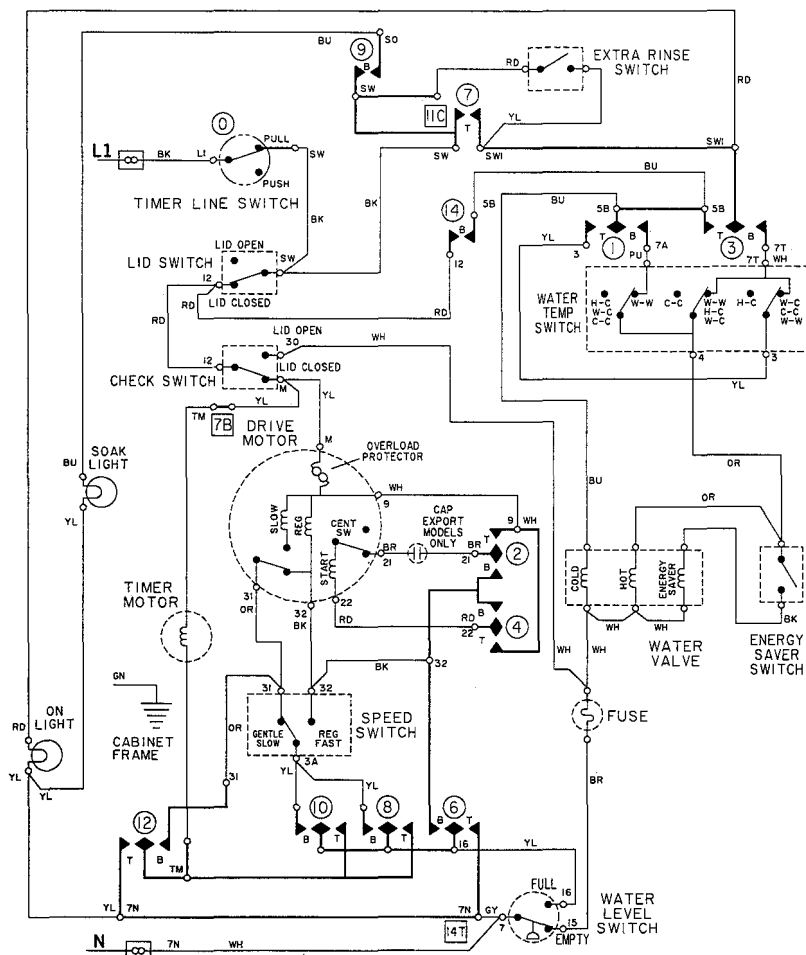 BU
SO
9
B
SW
RD
EXTRA RINSE
SWITCH
RD
0
11C
7
T
YL
PULL
L1
BK
L1
SW
SW
SW1
SW1
PUSH
BU
TIMER LINE SWITCH
BK
BK
5B
BU
14
B
5B
5B
LID OPEN
YL
T
B
T
B
LID SWITCH
SW
3
1
7A
3
7T
12
12
PU
7T
WH
RD
LID CLOSED
WATER
TEMP
SWITCH
H-C
W-C
C-C
W-W
C-C
W-W
H-C
W-C
H-C
W-C
C-C
W-W
RD
RD
LID OPEN
30
WH
12
LID CLOSED
4
3
CHECK SWITCH
M
YL
YL
YL
TM
7B
DRIVE
MOTOR
M
SOAK
LIGHT
OVERLOAD
PROTECTOR
BU
WH
OR
BU
9
SLOW
REG
CENT
SW
CAP
EXPORT
MODELS
ONLY
9
WH
OR
YL
T
BR
BR
2
21
21
START
B
TIMER
MOTOR
COLD
HOT
ENERGY
SAVER
31
22
B
OR
32
RD
4
BK
22
T
BK
WH
WH
WH
WH
WATER
VALVE
ENERGY
SAVER
SWITCH
GN
BK
32
31
32
ON
LIGHT
SPEED
SWITCH
FUSE
RD
OR
GENTLE
SLOW
REG
FAST
CABINET
FRAME
3A
BR
YL
YL
31
YL
YL
12
10
8
6
T
B
B
T
B
T
B
T
16
YL
TM
FULL
16
WATER
LEVEL
SWITCH
YL
7N
7N
GY
7
15
14T
EMPTY
N
7N
WH